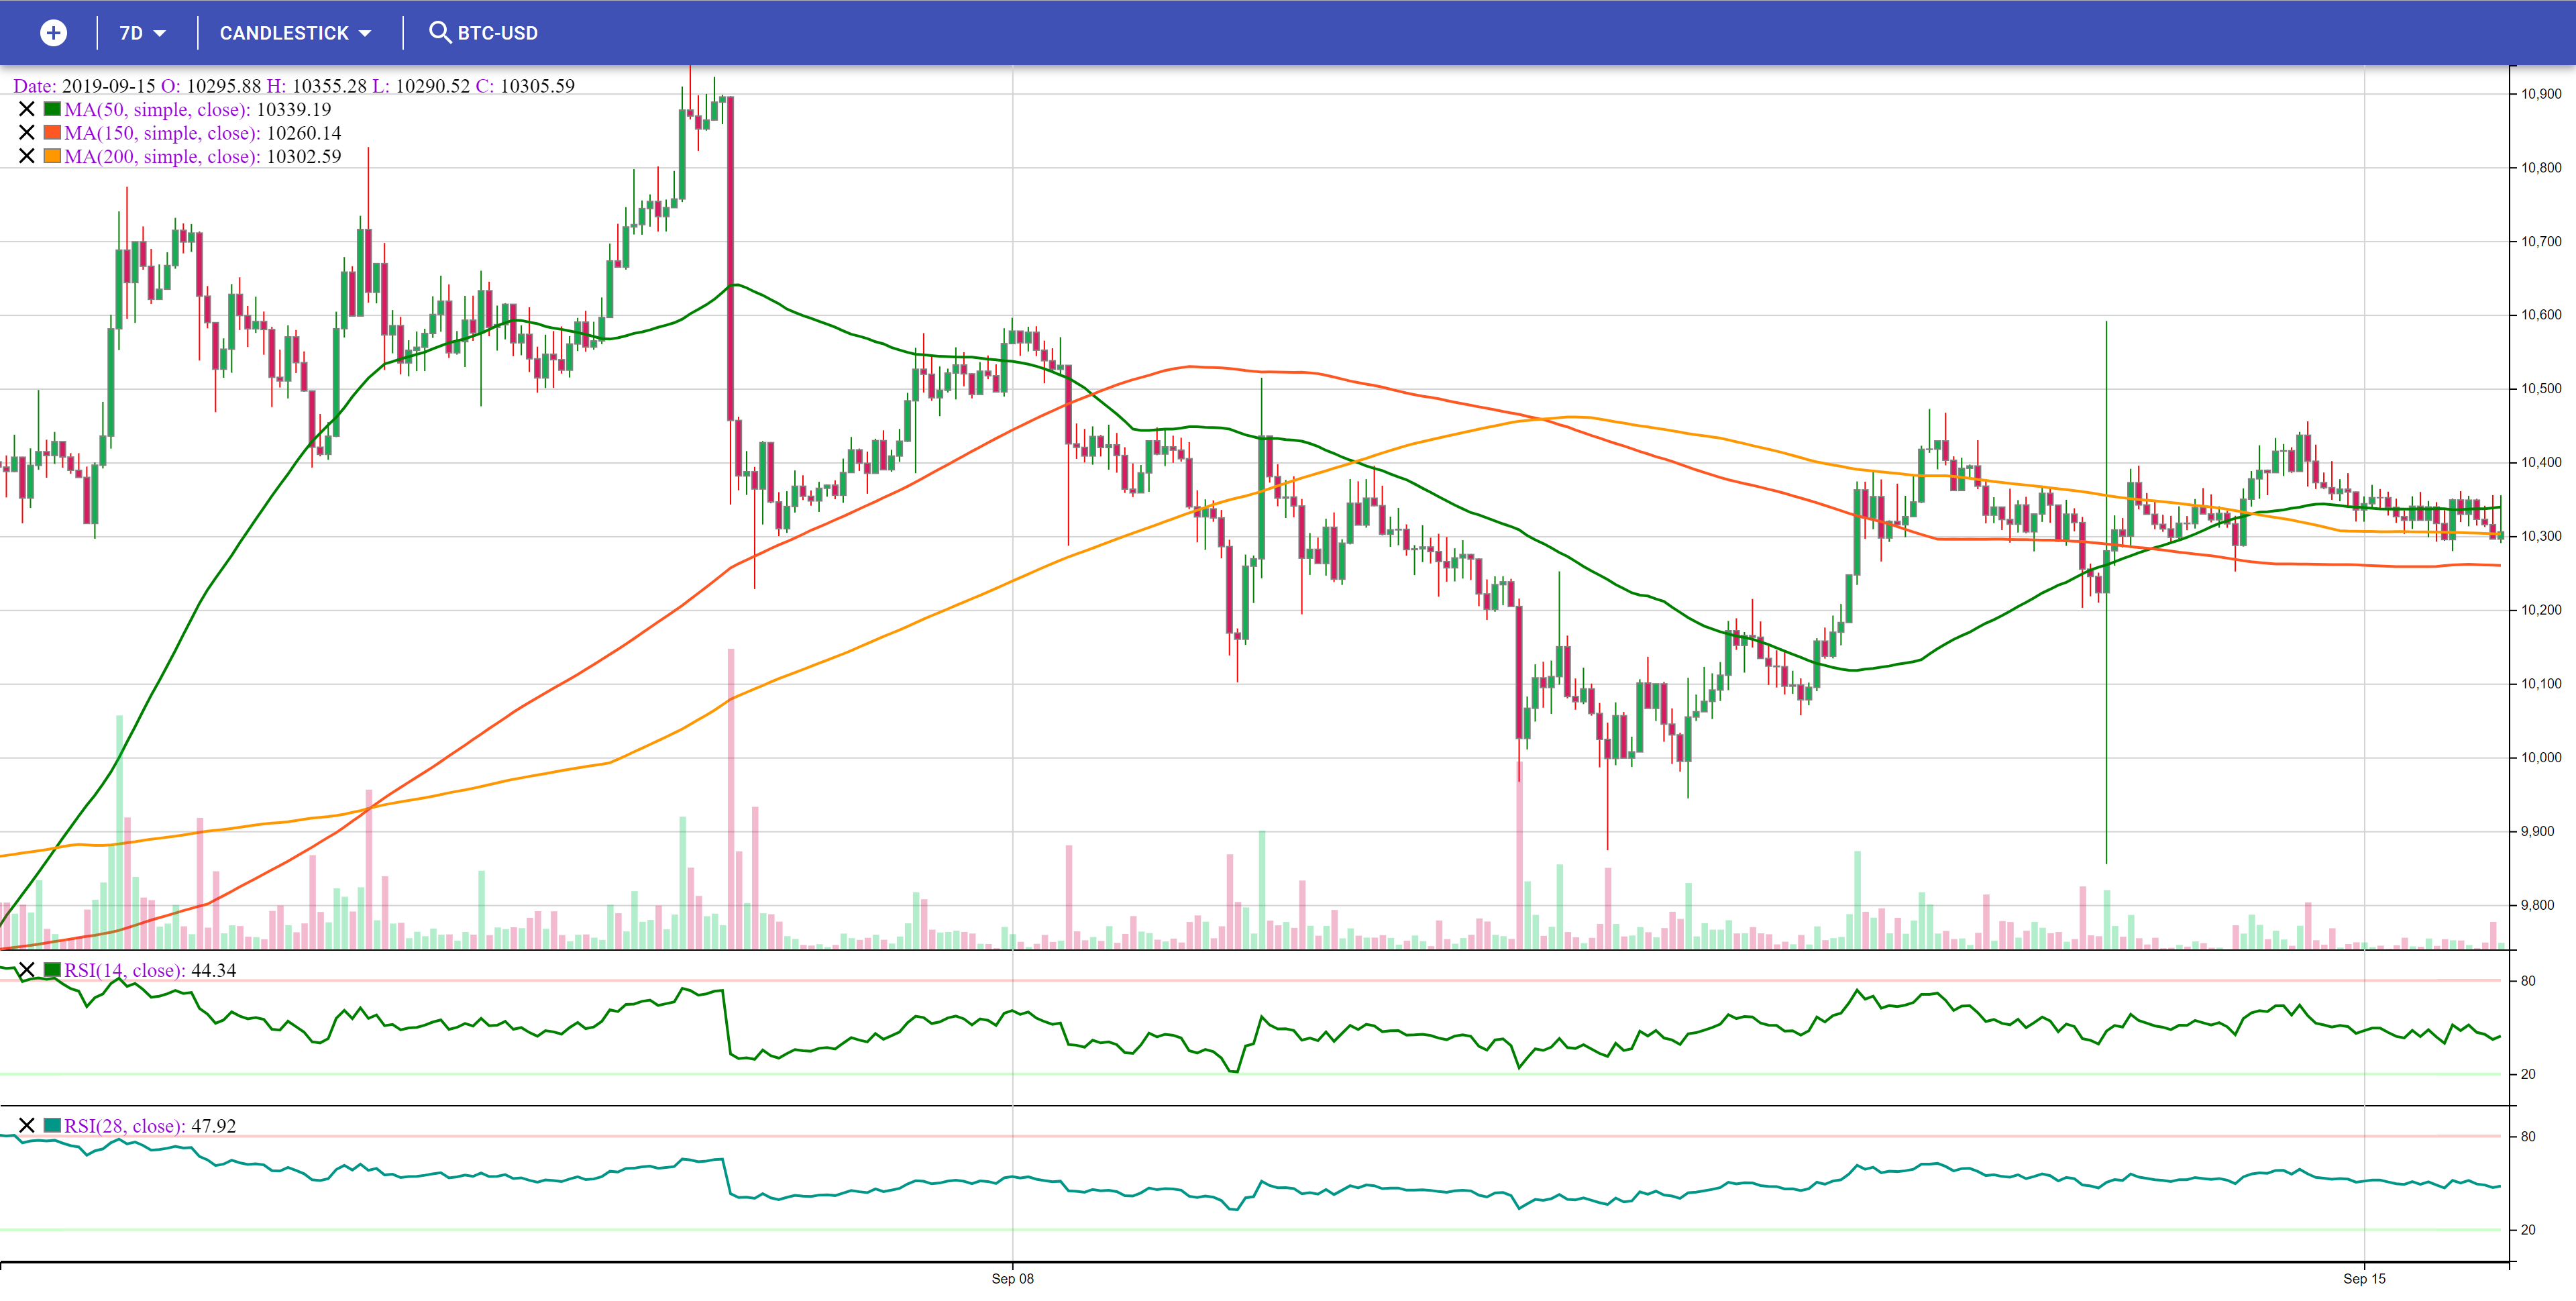 7D CANDLESTICK BTC-USD
Date: 2019-09-15 O: 10295.88 H: 10355.28 L: 10290.52 C: 10305.59
MA(50, simple, close): 10339.19
MA(150, simple, close): 10260.14
MA(200, simple, close): 10302.59
10,900
10,800
10,700
10,600
10,500
10,400
10,300
10,200
10,100
10,000
9,900
9,800
RSI(14, close): 44.34
80
20
RSI(28, close): 47.92
80
20
Sep 08 Sep 15